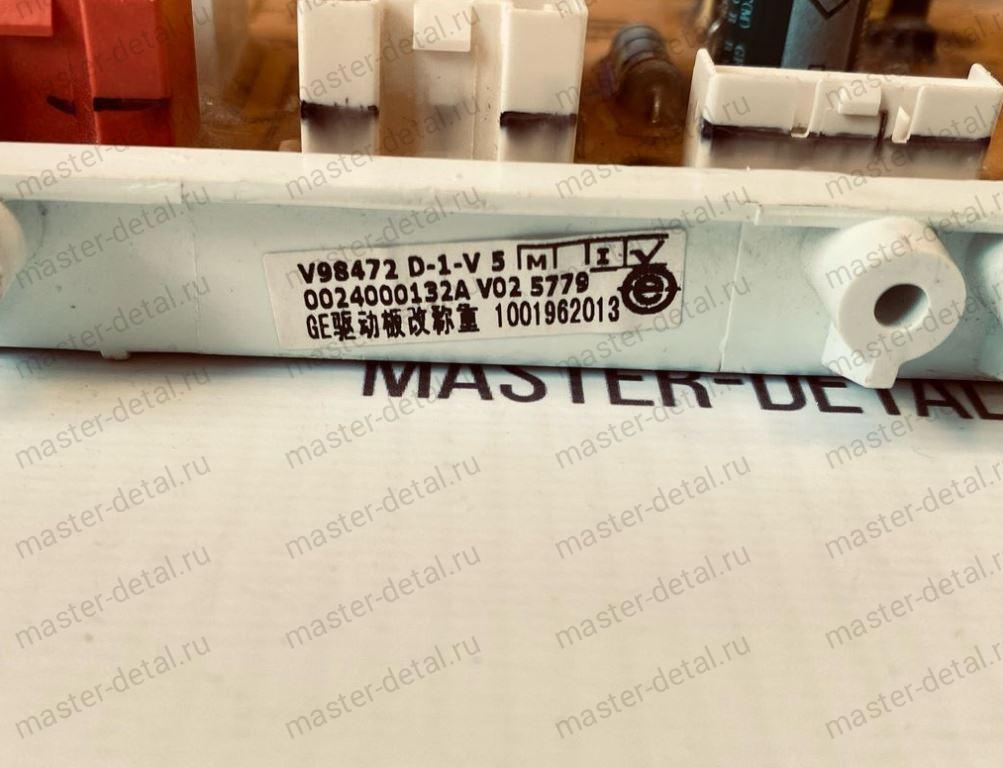 V98472 D-1-V 5 M I V
0024000132A V02 5779 e
GE驱动板改称重 1001962013
MASTER-DETAL
master-detal.ru